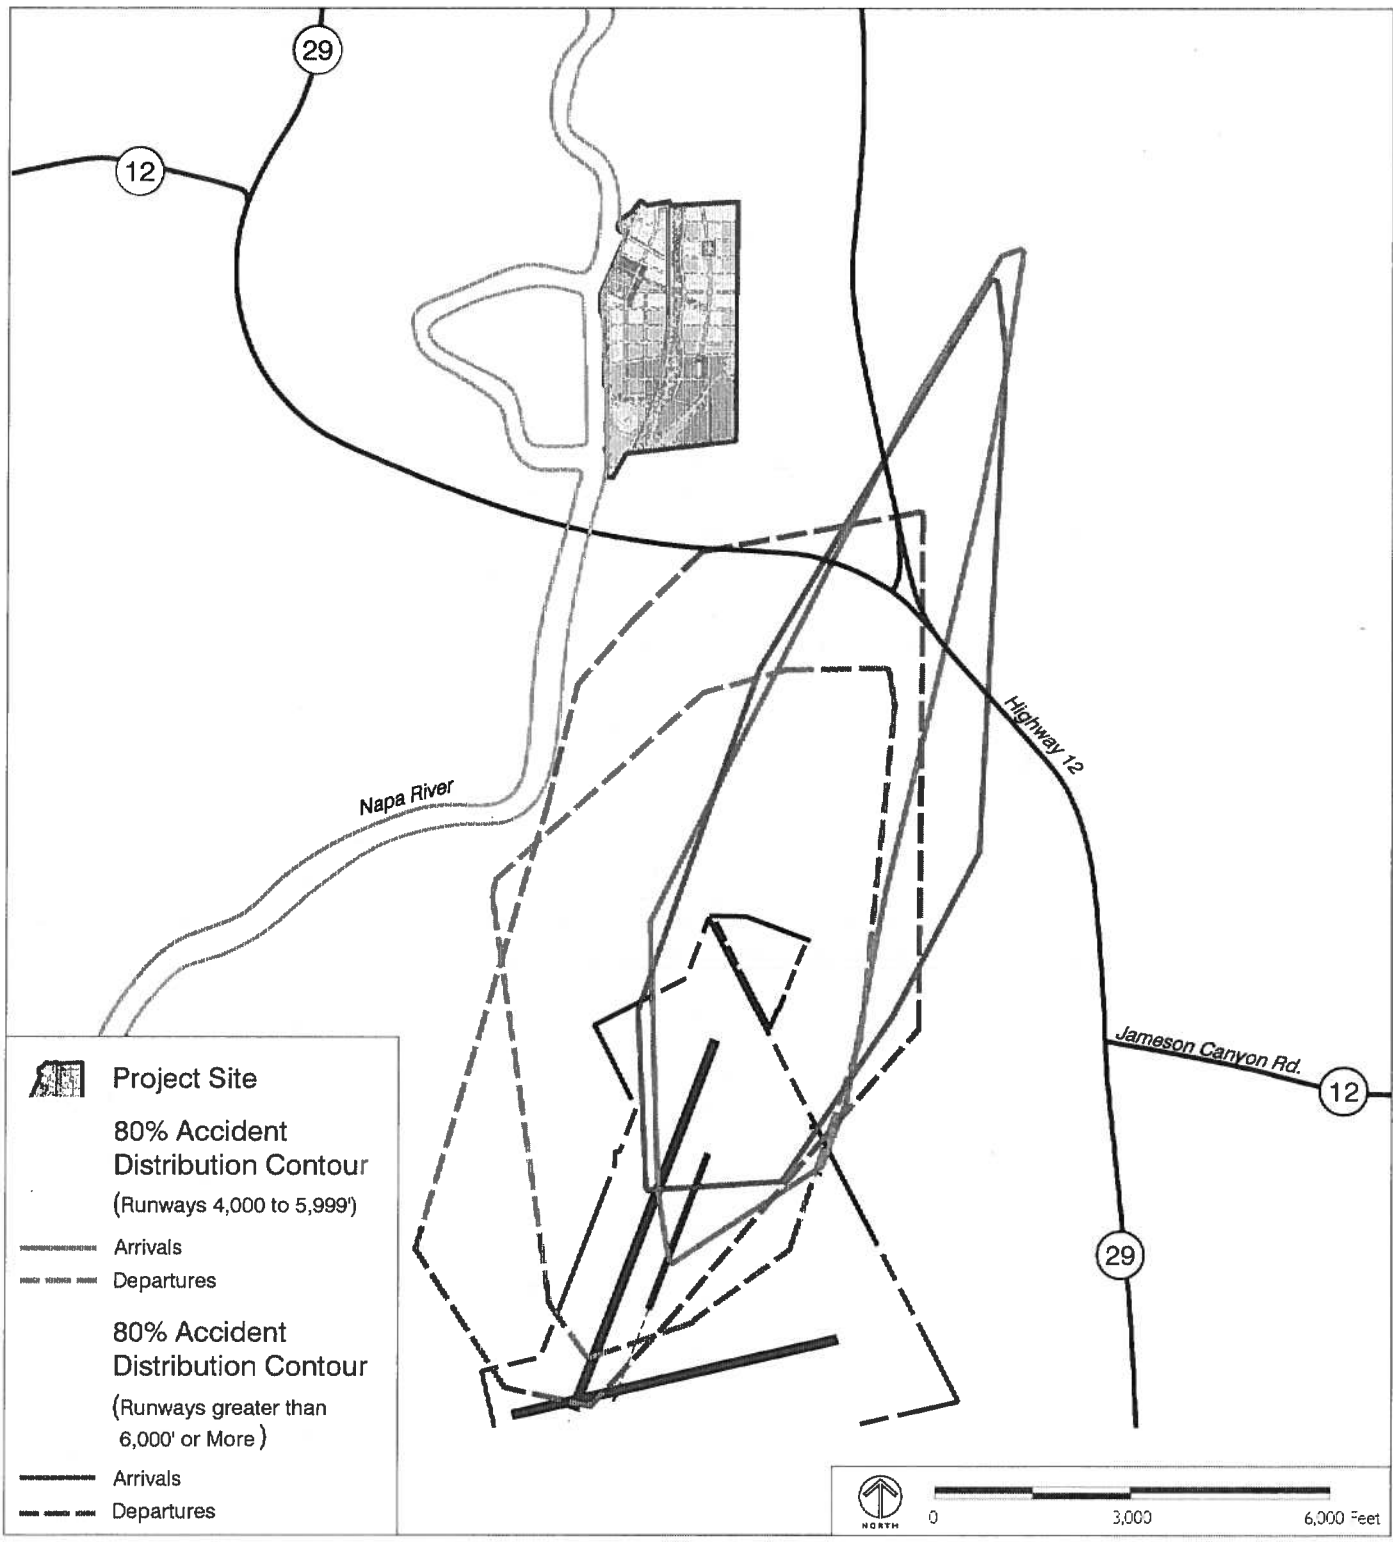 29
12
Napa River
Highway 12
Jameson Canyon Rd.
12
29
Project Site
80% Accident
Distribution Contour
(Runways 4,000 to 5,999')
Arrivals
Departures
80% Accident
Distribution Contour
(Runways greater than
6,000' or More)
Arrivals
Departures
NORTH
0
3,000
6,000 Feet